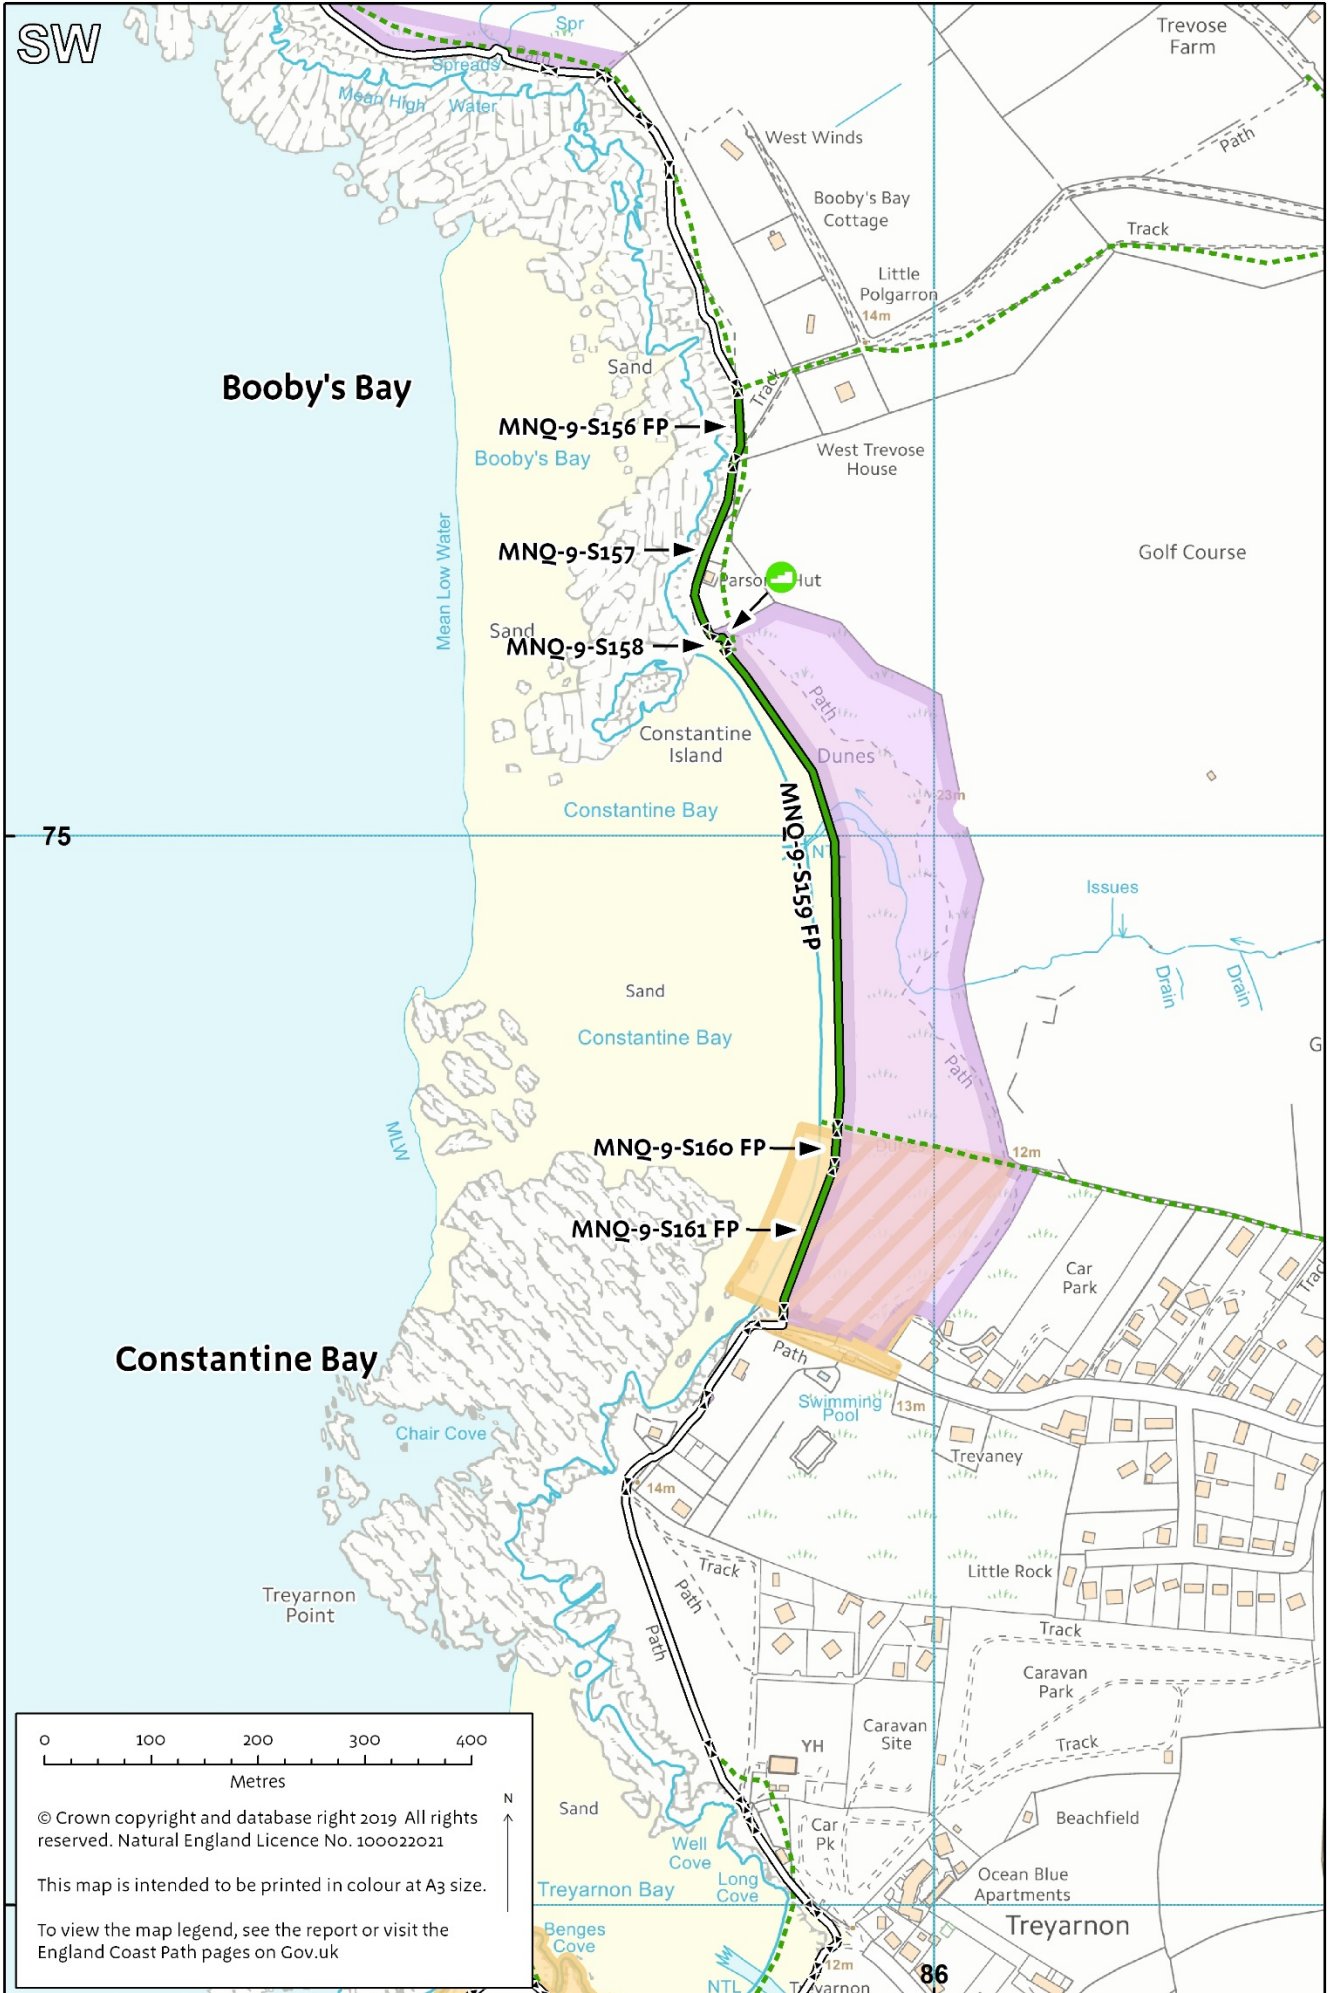 SW
Spr
Spreads
Mean High Water
Trevose
Farm
Path
West Winds
Booby's Bay
Cottage
Track
Little
Polgarron
14m
Sand
Booby's Bay
Track
MNQ-9-S156 FP
Booby's Bay
West Trevose
House
Mean Low Water
MNQ-9-S157
Golf Course
Sand
MNQ-9-S158
Path
Constantine
Island
Dunes
23m
Constantine Bay
MNQ-9-S159 FP
75
NTL
Issues
Drain
Drain
Sand
Constantine Bay
G
Path
MLW
MNQ-9-S160 FP
12m
MNQ-9-S161 FP
Car
Park
Track
Constantine Bay
Path
Swimming
Pool
13m
Chair Cove
Trevaney
14m
Track
Path
Little Rock
Treyarnon
Point
Path
Track
Caravan
Park
Caravan
Site
YH
Track
0 100 200 300 400
Metres
N
© Crown copyright and database right 2019 All rights
reserved. Natural England Licence No. 100022021
This map is intended to be printed in colour at A3 size.
To view the map legend, see the report or visit the
England Coast Path pages on Gov.uk
Sand
Beachfield
Car
Pk
Well
Cove
Long
Cove
Ocean Blue
Apartments
Treyarnon Bay
Treyarnon
Benges
Cove
12m
86
NTL
Treyarnon